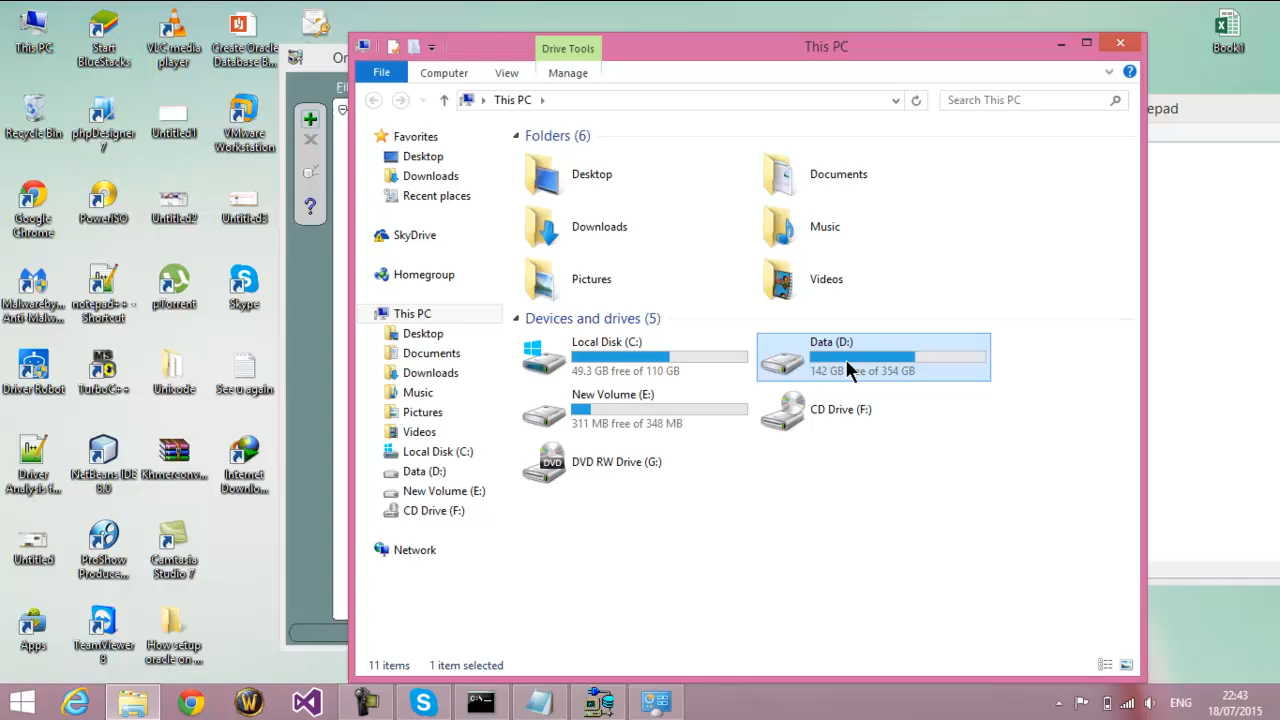 This PC
Start BlueStacks
VLC media player
Create Oracle Database B...
Book1
Recycle Bin
phpDesigner 7
Untitled1
VMware Workstation
Google Chrome
PowerISO
Untitled2
Untitled3
Malwareby... Anti-Malw...
notepad++ - Shortcut
µTorrent
Skype
Driver Robot
TurboC++
Unicode
See u again
Driver Analysis f...
NetBeans IDE 8.0
Khmerconv...
Internet Downlo...
Untitled
ProShow Produce...
Camtasia Studio 7
Apps
TeamViewer 8
How setup oracle on ...
Drive Tools
This PC
File
Computer
View
Manage
This PC
Search This PC
Favorites
Desktop
Downloads
Recent places
SkyDrive
Homegroup
This PC
Desktop
Documents
Downloads
Music
Pictures
Videos
Local Disk (C:)
Data (D:)
New Volume (E:)
CD Drive (F:)
Network
Folders (6)
Desktop
Documents
Downloads
Music
Pictures
Videos
Devices and drives (5)
Local Disk (C:)
49.3 GB free of 110 GB
Data (D:)
142 GB free of 354 GB
New Volume (E:)
311 MB free of 348 MB
CD Drive (F:)
DVD
DVD RW Drive (G:)
11 items
1 item selected
ENG
22:43
18/07/2015